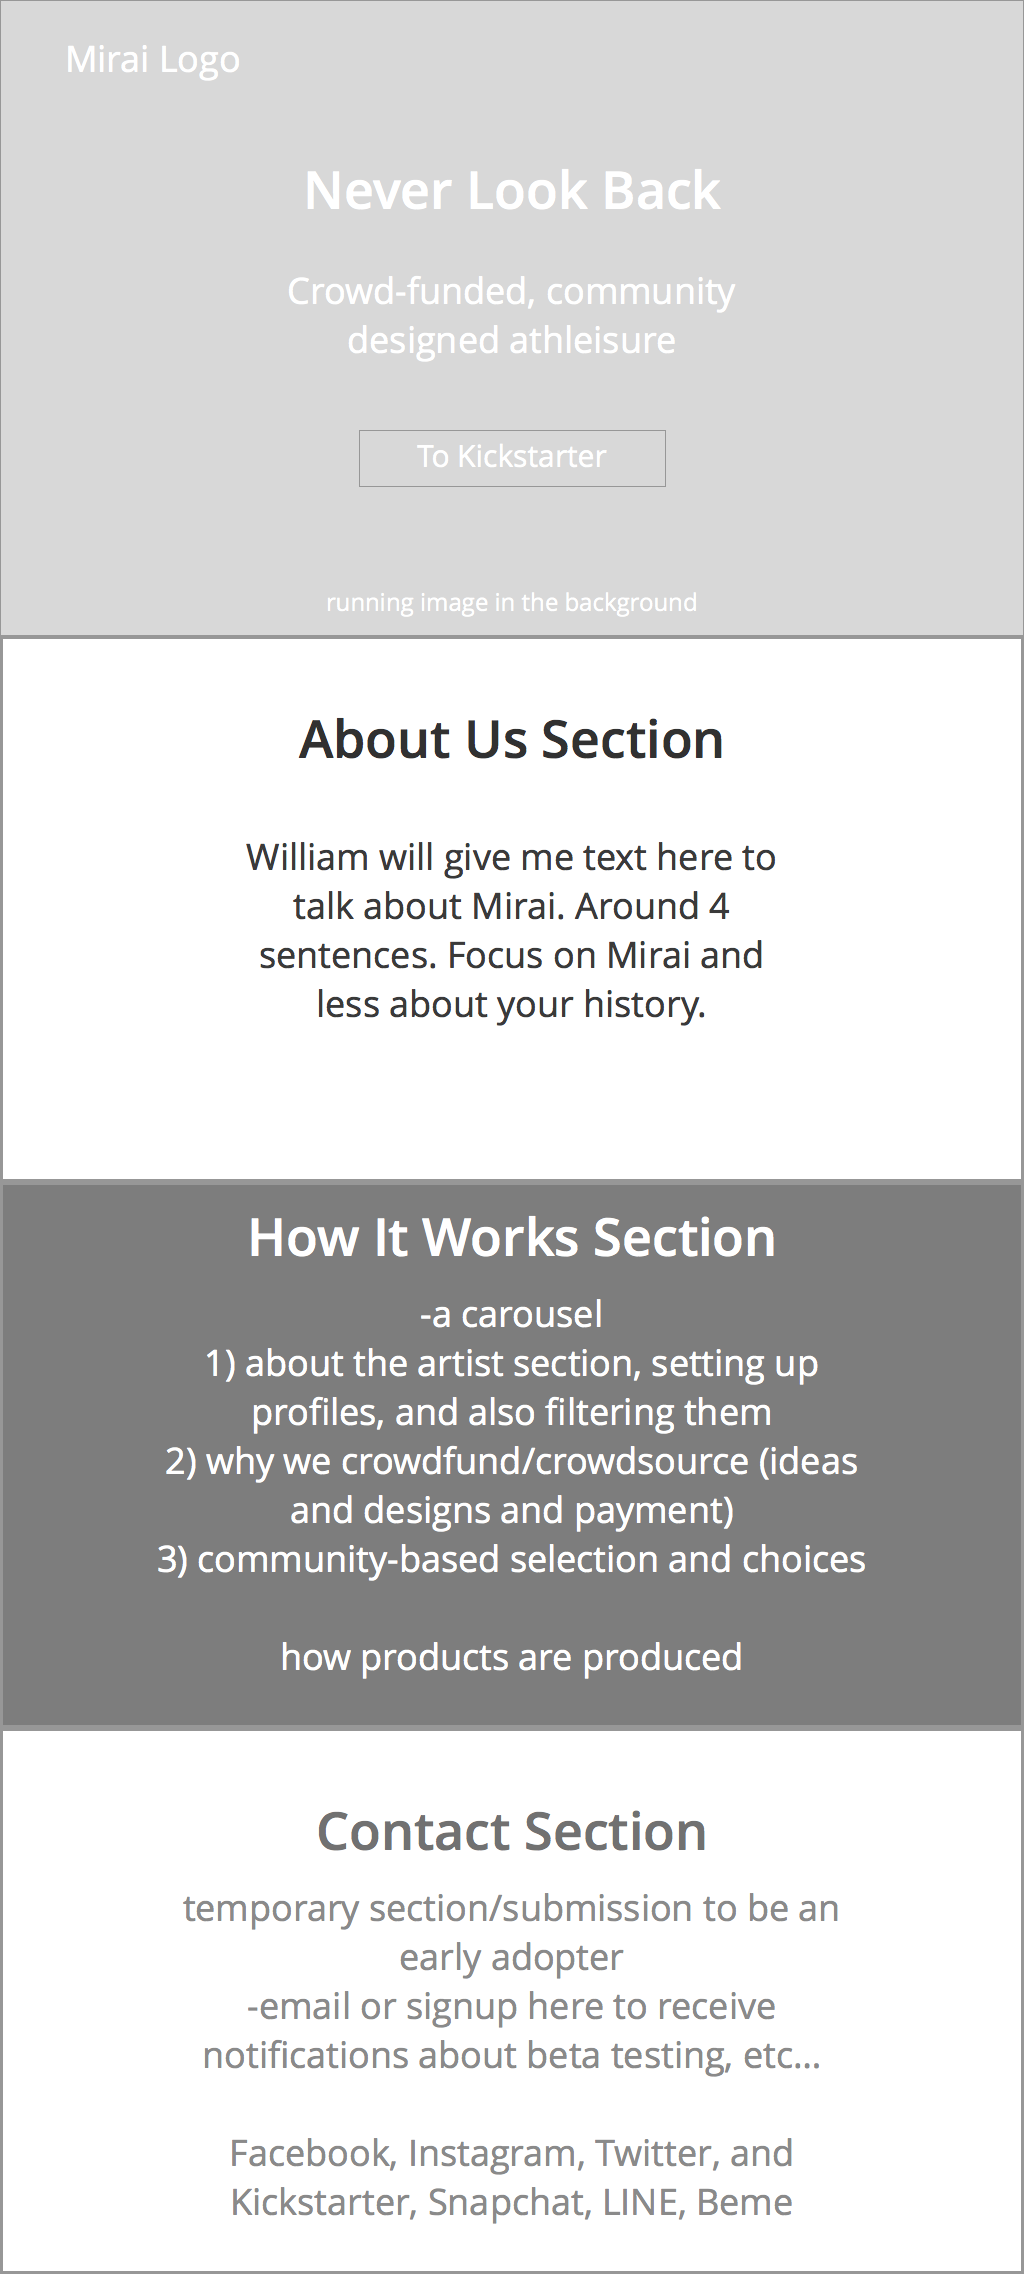 Mirai Logo
Never Look Back
Crowd-funded, community
designed athleisure
To Kickstarter
running image in the background
About Us Section
William will give me text here to
talk about Mirai. Around 4
sentences. Focus on Mirai and
less about your history.
How It Works Section
-a carousel
1) about the artist section, setting up
profiles, and also filtering them
2) why we crowdfund/crowdsource (ideas
and designs and payment)
3) community-based selection and choices
how products are produced
Contact Section
temporary section/submission to be an
early adopter
-email or signup here to receive
notifications about beta testing, etc...
Facebook, Instagram, Twitter, and
Kickstarter, Snapchat, LINE, Beme